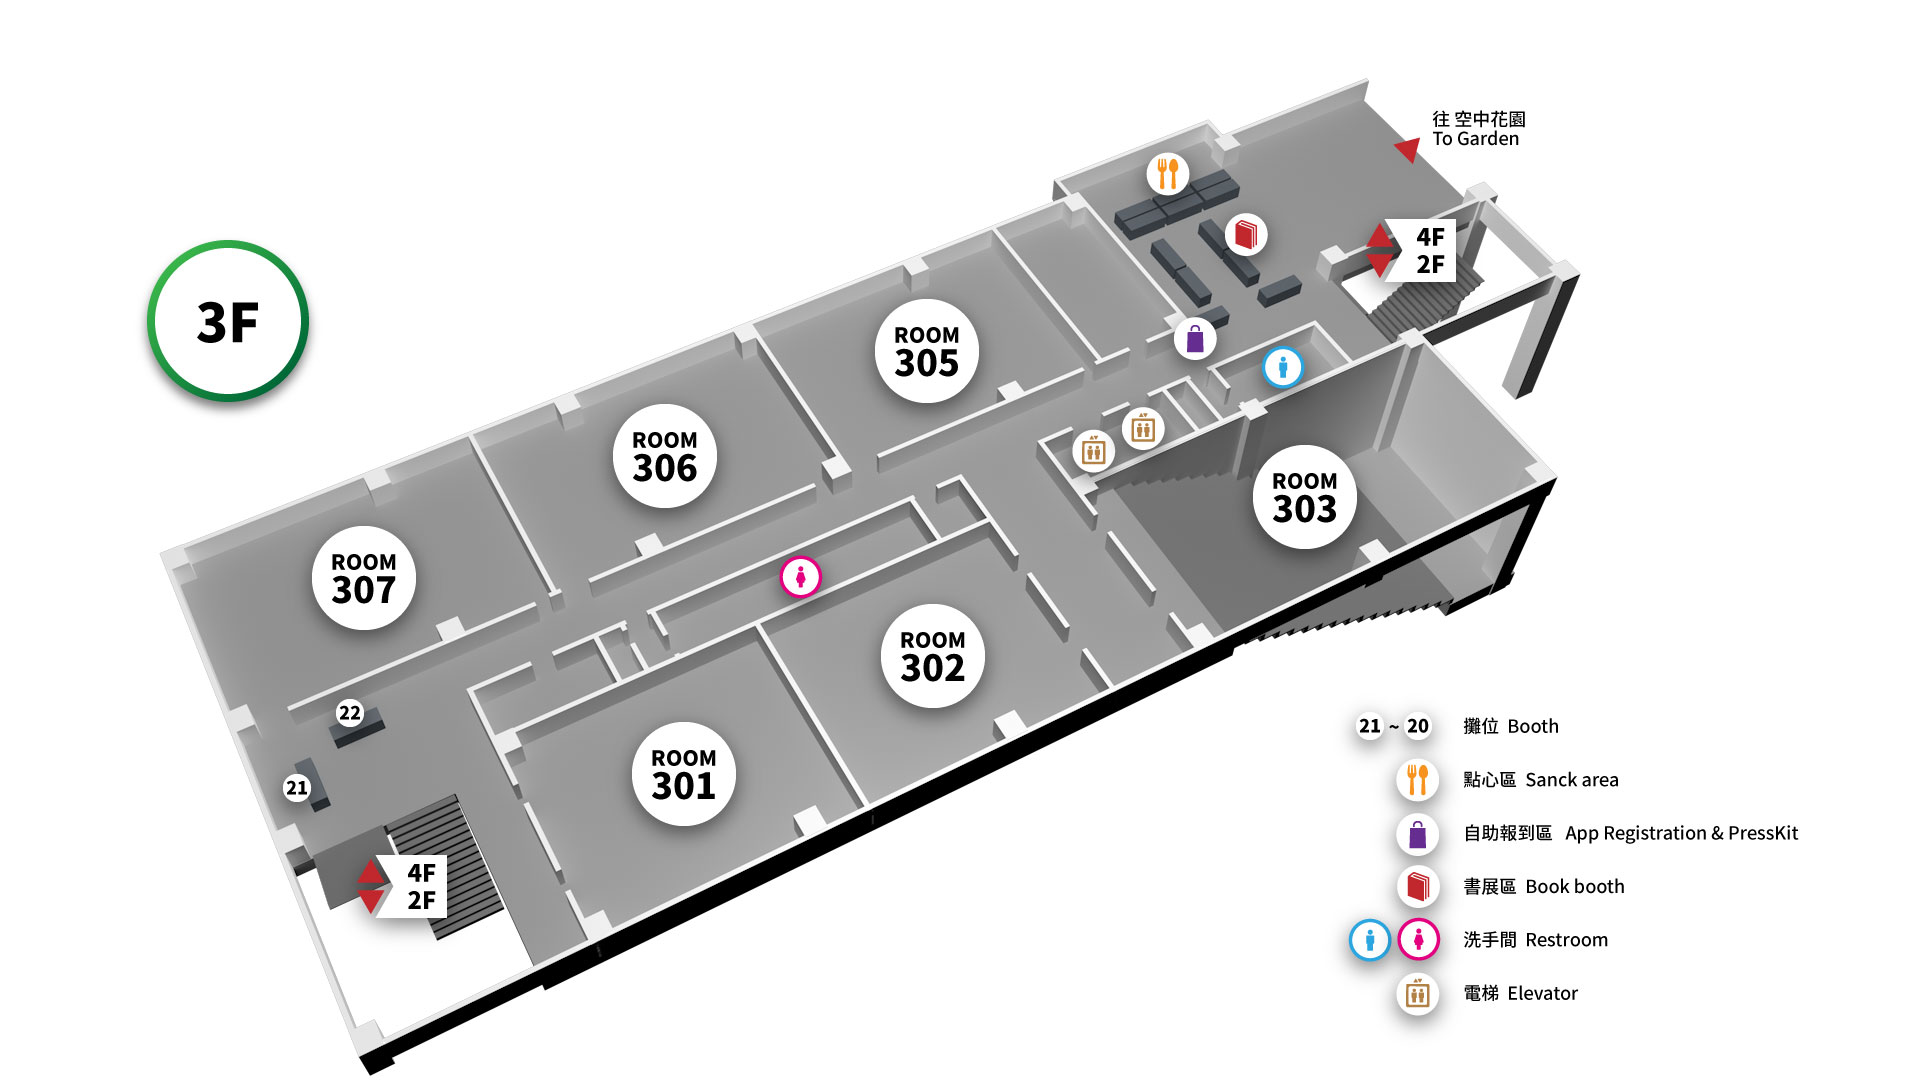 往 空中花園
To Garden
4F
2F
3F
ROOM
305
ROOM
306
ROOM
303
ROOM
307
ROOM
302
22
21
ROOM
301
4F
2F
21 ~ 20 攤位 Booth
點心區 Sanck area
自助報到區 App Registration & PressKit
書展區 Book booth
洗手間 Restroom
電梯 Elevator